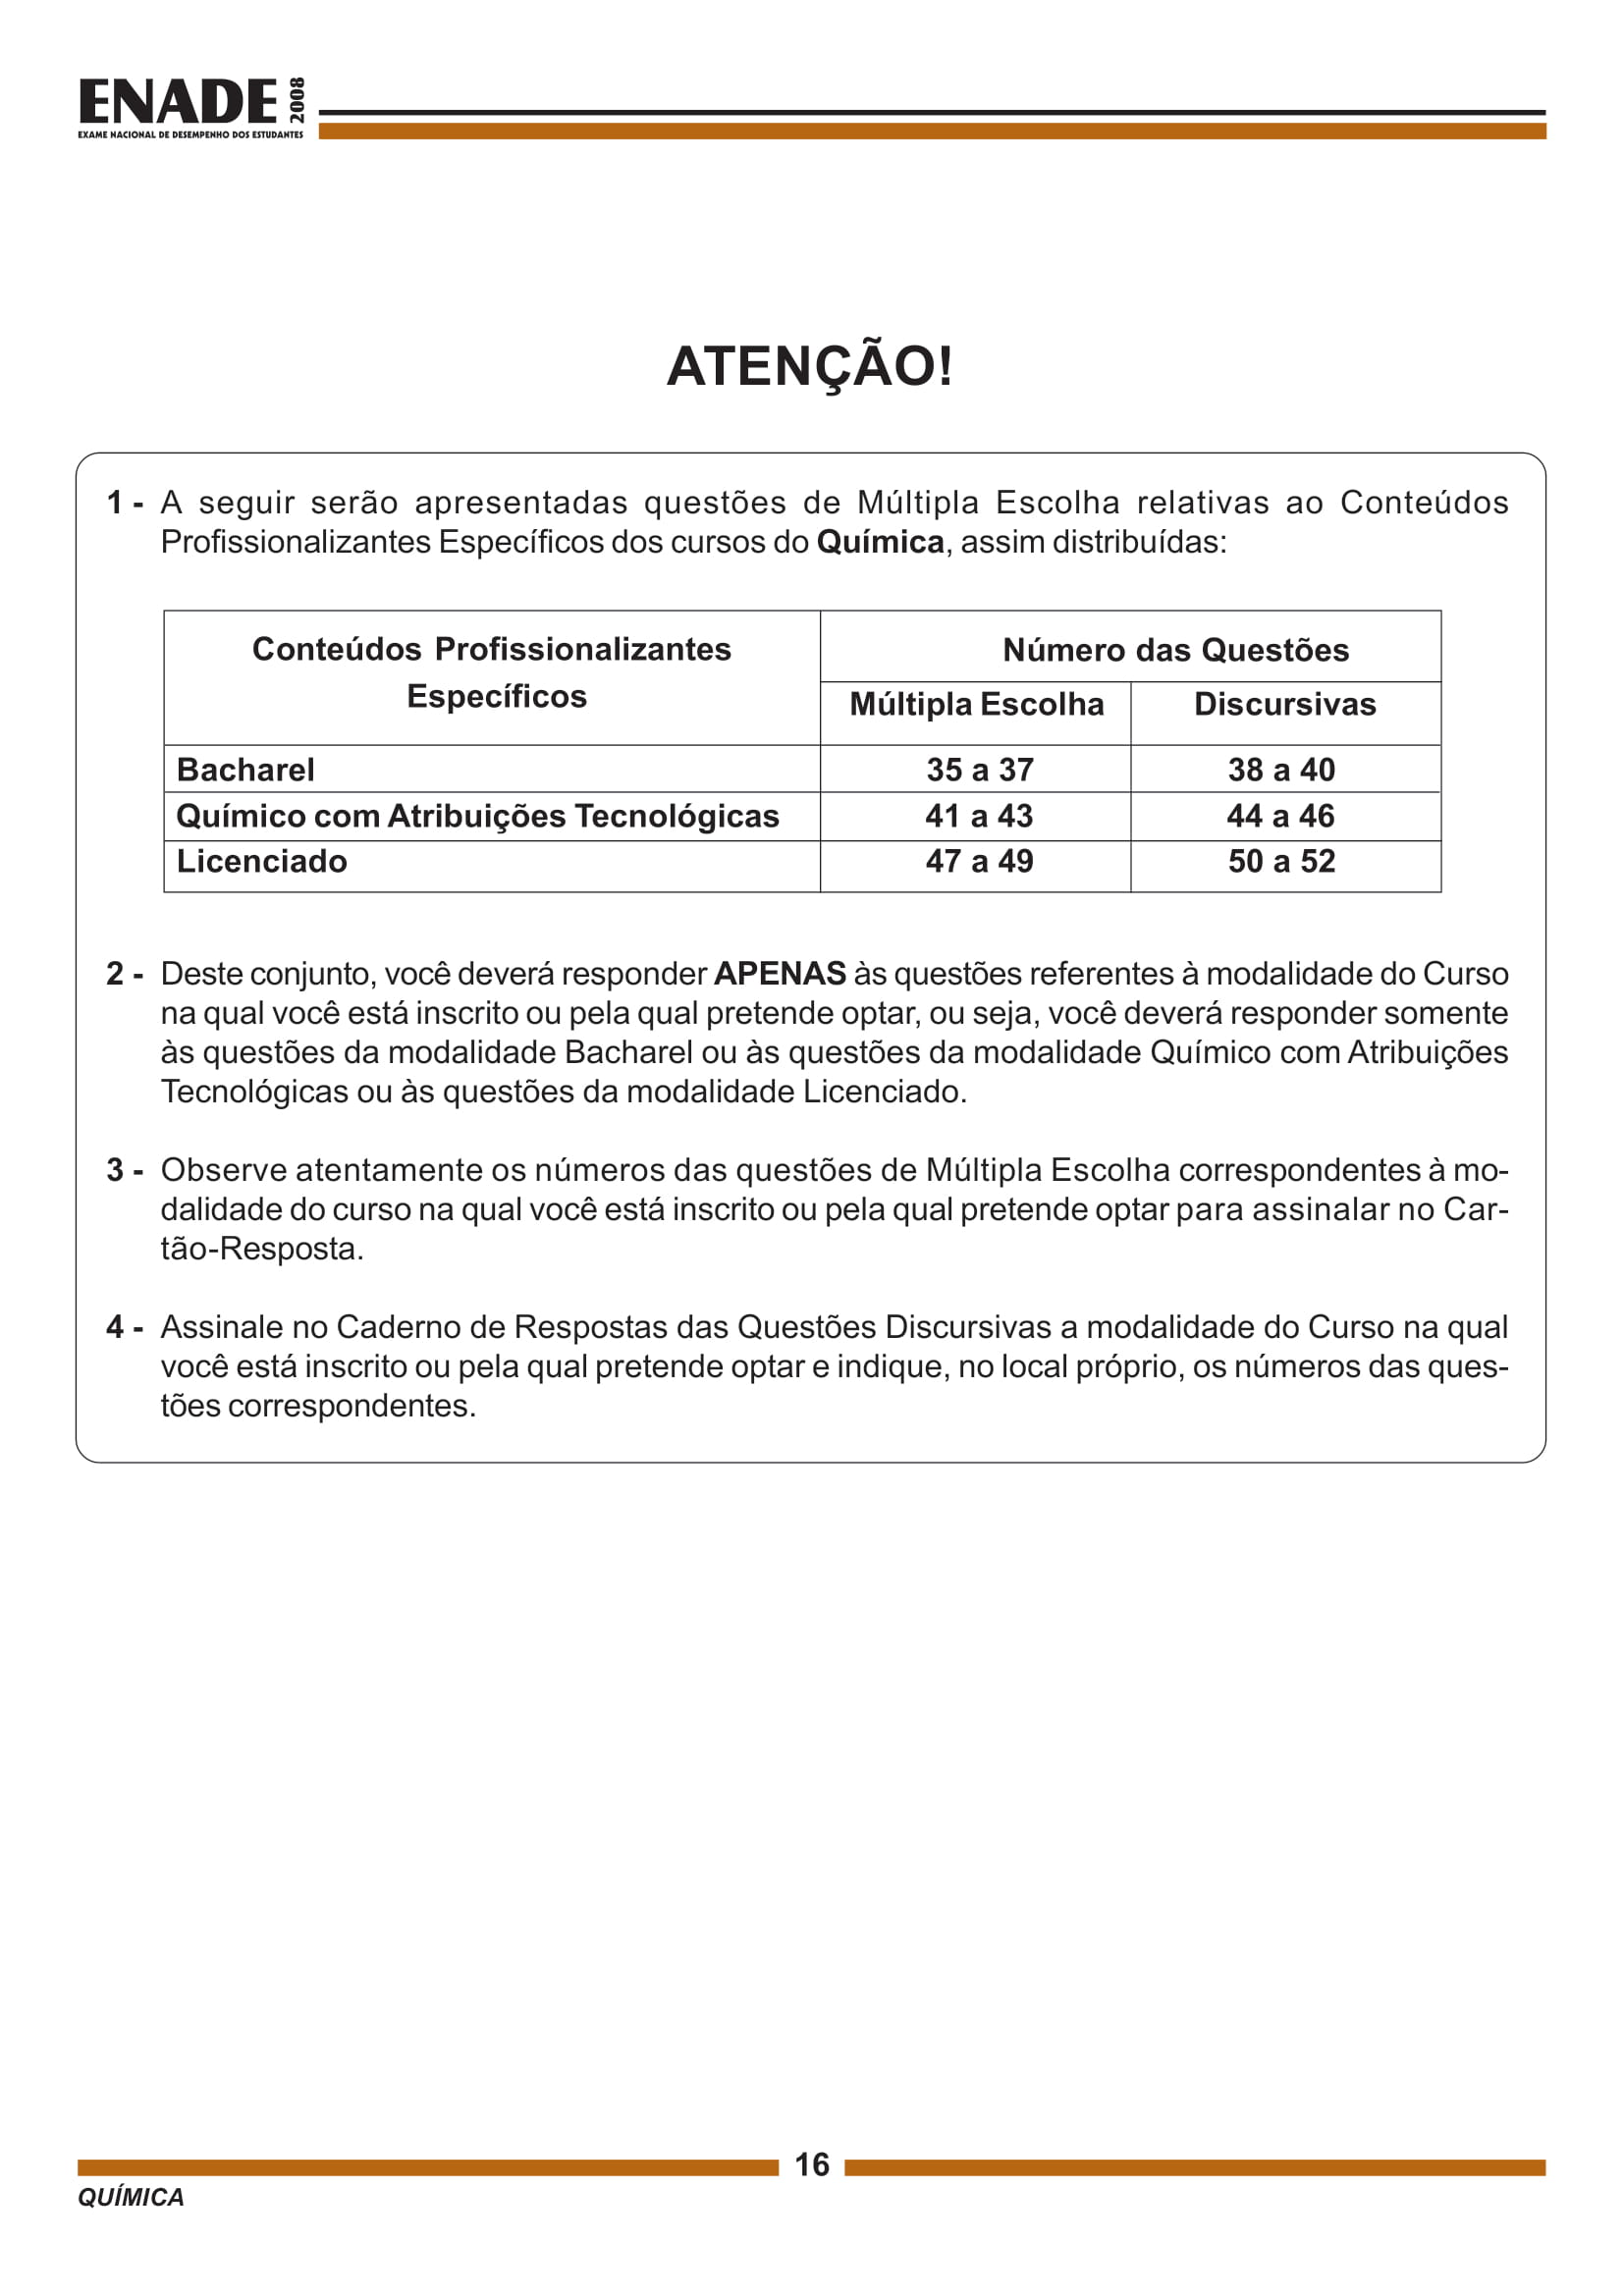 ENADE 2008
EXAME NACIONAL DE DESEMPENHO DOS ESTUDANTES
ATENÇÃO!
1 - A seguir serão apresentadas questões de Múltipla Escolha relativas ao Conteúdos
Profissionalizantes Específicos dos cursos do Química, assim distribuídas:
Conteúdos Profissionalizantes
Específicos
Número das Questões
Múltipla Escolha Discursivas
Bacharel 35 a 37 38 a 40
Químico com Atribuições Tecnológicas 41 a 43 44 a 46
Licenciado 47 a 49 50 a 52
2 - Deste conjunto, você deverá responder APENAS às questões referentes à modalidade do Curso
na qual você está inscrito ou pela qual pretende optar, ou seja, você deverá responder somente
às questões da modalidade Bacharel ou às questões da modalidade Químico com Atribuições
Tecnológicas ou às questões da modalidade Licenciado.
3 - Observe atentamente os números das questões de Múltipla Escolha correspondentes à mo-
dalidade do curso na qual você está inscrito ou pela qual pretende optar para assinalar no Car-
tão-Resposta.
4 - Assinale no Caderno de Respostas das Questões Discursivas a modalidade do Curso na qual
você está inscrito ou pela qual pretende optar e indique, no local próprio, os números das ques-
tões correspondentes.
16
QUÍMICA